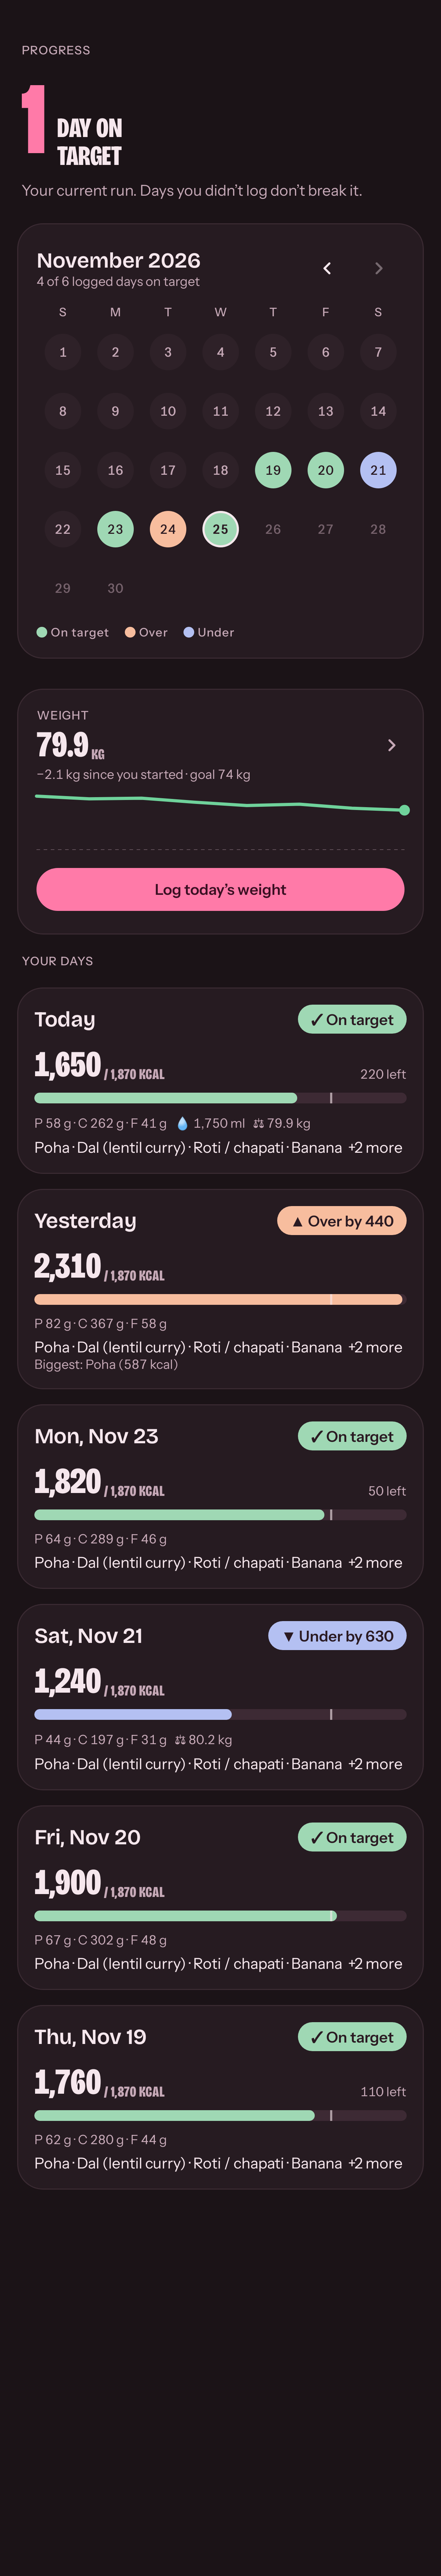 PROGRESS
1 DAY ON
TARGET
Your current run. Days you didn't log don't break it.
November 2026
4 of 6 logged days on target
S M T W T F S
1 2 3 4 5 6 7
8 9 10 11 12 13 14
15 16 17 18 19 20 21
22 23 24 25 26 27 28
29 30
On target Over Under
WEIGHT
79.9 KG
−2.1 kg since you started · goal 74 kg
Log today's weight
YOUR DAYS
Today ✓ On target
1,650 / 1,870 KCAL 220 left
P 58 g · C 262 g · F 41 g 💧 1,750 ml ⚖ 79.9 kg
Poha · Dal (lentil curry) · Roti / chapati · Banana +2 more
Yesterday ▲ Over by 440
2,310 / 1,870 KCAL
P 82 g · C 367 g · F 58 g
Poha · Dal (lentil curry) · Roti / chapati · Banana +2 more
Biggest: Poha (587 kcal)
Mon, Nov 23 ✓ On target
1,820 / 1,870 KCAL 50 left
P 64 g · C 289 g · F 46 g
Poha · Dal (lentil curry) · Roti / chapati · Banana +2 more
Sat, Nov 21 ▼ Under by 630
1,240 / 1,870 KCAL
P 44 g · C 197 g · F 31 g ⚖ 80.2 kg
Poha · Dal (lentil curry) · Roti / chapati · Banana +2 more
Fri, Nov 20 ✓ On target
1,900 / 1,870 KCAL
P 67 g · C 302 g · F 48 g
Poha · Dal (lentil curry) · Roti / chapati · Banana +2 more
Thu, Nov 19 ✓ On target
1,760 / 1,870 KCAL 110 left
P 62 g · C 280 g · F 44 g
Poha · Dal (lentil curry) · Roti / chapati · Banana +2 more